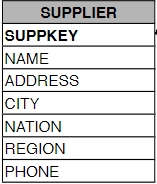 SUPPLIER
SUPPKEY
NAME
ADDRESS
CITY
NATION
REGION
PHONE